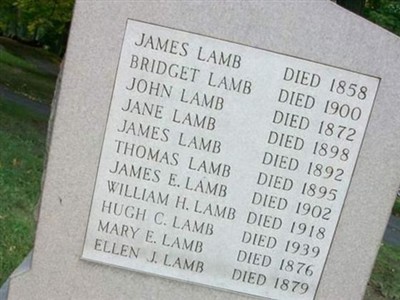 JAMES LAMB DIED 1858
BRIDGET LAMB DIED 1900
JOHN LAMB DIED 1872
JANE LAMB DIED 1898
JAMES LAMB DIED 1892
THOMAS LAMB DIED 1895
JAMES E. LAMB DIED 1902
WILLIAM H. LAMB DIED 1918
HUGH C. LAMB DIED 1939
MARY E. LAMB DIED 1876
ELLEN J. LAMB DIED 1879